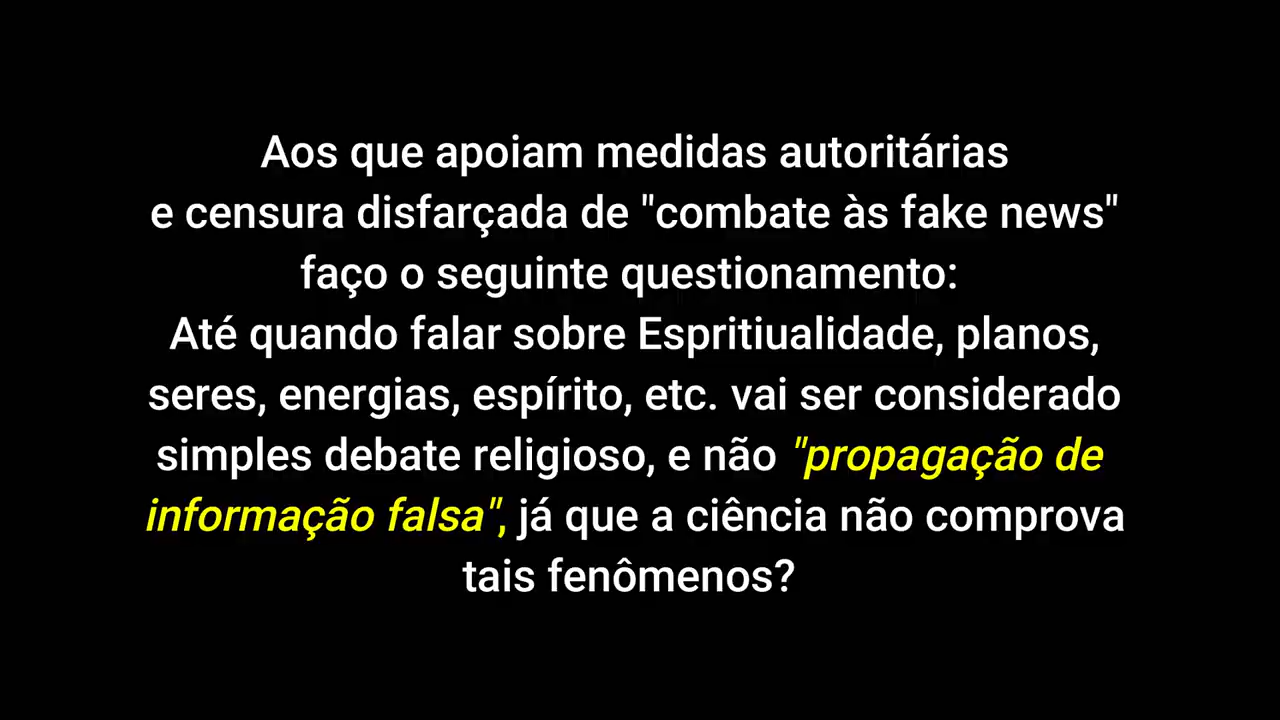 Aos que apoiam medidas autoritárias
e censura disfarçada de "combate às fake news"
faço o seguinte questionamento:
Até quando falar sobre Espritiualidade, planos,
seres, energias, espírito, etc. vai ser considerado
simples debate religioso, e não "propagação de
informação falsa", já que a ciência não comprova
tais fenômenos?